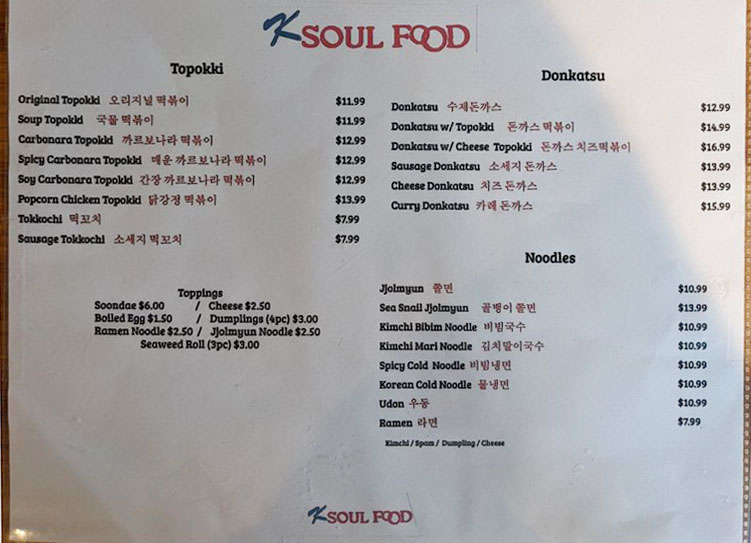 K SOUL FOOD
Topokki
Original Topokki 오리지널 떡볶이 $11.99
Soup Topokki 국물 떡볶이 $11.99
Carbonara Topokki 까르보나라 떡볶이 $12.99
Spicy Carbonara Topokki 매운 까르보나라 떡볶이 $12.99
Soy Carbonara Topokki 간장 까르보나라 떡볶이 $12.99
Popcorn Chicken Topokki 닭강정 떡볶이 $13.99
Tokkochi 떡꼬치 $7.99
Sausage Tokkochi 소세지 떡꼬치 $7.99
Toppings
Soondae $6.00 / Cheese $2.50
Boiled Egg $1.50 / Dumplings (4pc) $3.00
Ramen Noodle $2.50 / Jjolmyun Noodle $2.50
Seaweed Roll (3pc) $3.00
Donkatsu
Donkatsu 수제돈까스 $12.99
Donkatsu w/ Topokki 돈까스 떡볶이 $14.99
Donkatsu w/ Cheese Topokki 돈까스 치즈떡볶이 $16.99
Sausage Donkatsu 소세지 돈까스 $13.99
Cheese Donkatsu 치즈 돈까스 $13.99
Curry Donkatsu 카레 돈까스 $15.99
Noodles
Jjolmyun 쫄면 $10.99
Sea Snail Jjolmyun 골뱅이 쫄면 $13.99
Kimchi Bibim Noodle 비빔국수 $10.99
Kimchi Mari Noodle 김치말이국수 $10.99
Spicy Cold Noodle 비빔냉면 $10.99
Korean Cold Noodle 물냉면 $10.99
Udon 우동 $10.99
Ramen 라면 $7.99
Kimchi / Spam / Dumpling / Cheese
K SOUL FOOD